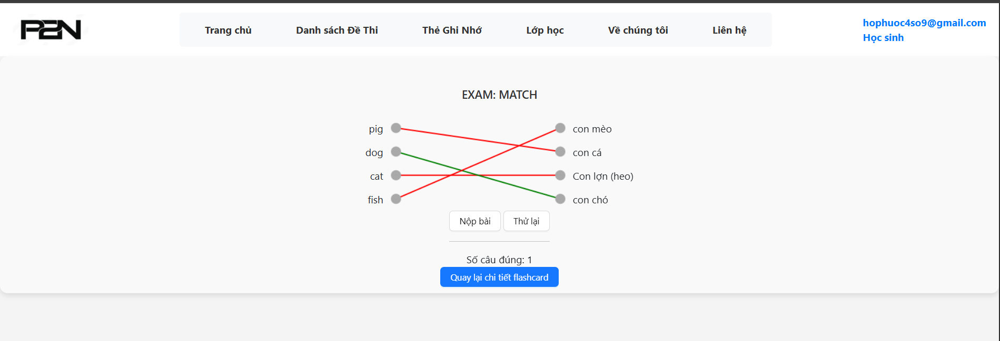 P2N
Trang chủ Danh sách Đề Thi Thẻ Ghi Nhớ Lớp học Về chúng tôi Liên hệ
hophuoc4so9@gmail.com
Học sinh
EXAM: MATCH
pig con mèo
dog con cá
cat Con lợn (heo)
fish con chó
Nộp bài Thử lại
Số câu đúng: 1
Quay lại chi tiết flashcard